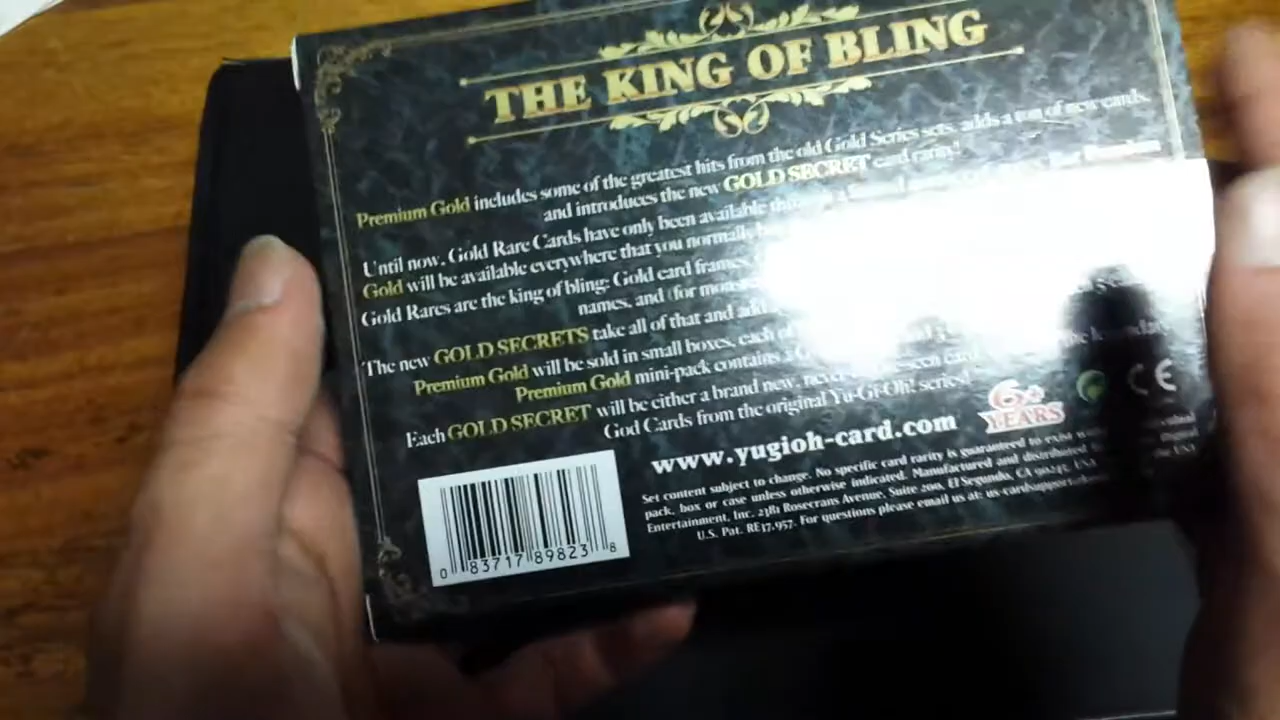 THE KING OF BLING
Premium Gold includes some of the greatest hits from the old Gold Series sets, adds a ton of new cards,
and introduces the new GOLD SECRET card rarity!
Until now, Gold Rare Cards have only been available
Gold will be available everywhere that you normally
Gold Rares are the king of bling: Gold card frames
names, and (for
The new GOLD SECRETS take all of that and add
Premium Gold will be sold in small boxes, each of
Premium Gold mini-pack contains a
Each GOLD SECRET will be either a brand new, never seen card
God Cards from the original Yu-Gi-Oh! series!
www.yugioh-card.com
6+
YEARS
CE
Set content subject to change. No specific card rarity is guaranteed to exist
pack, box or case unless otherwise indicated. Manufactured and distributed
Entertainment, Inc. 2381 Rosecrans Avenue, Suite 200, El Segundo, CA 90245, USA
U.S. Pat. RE37,957. For questions please email us at:
0 83717 89823 8